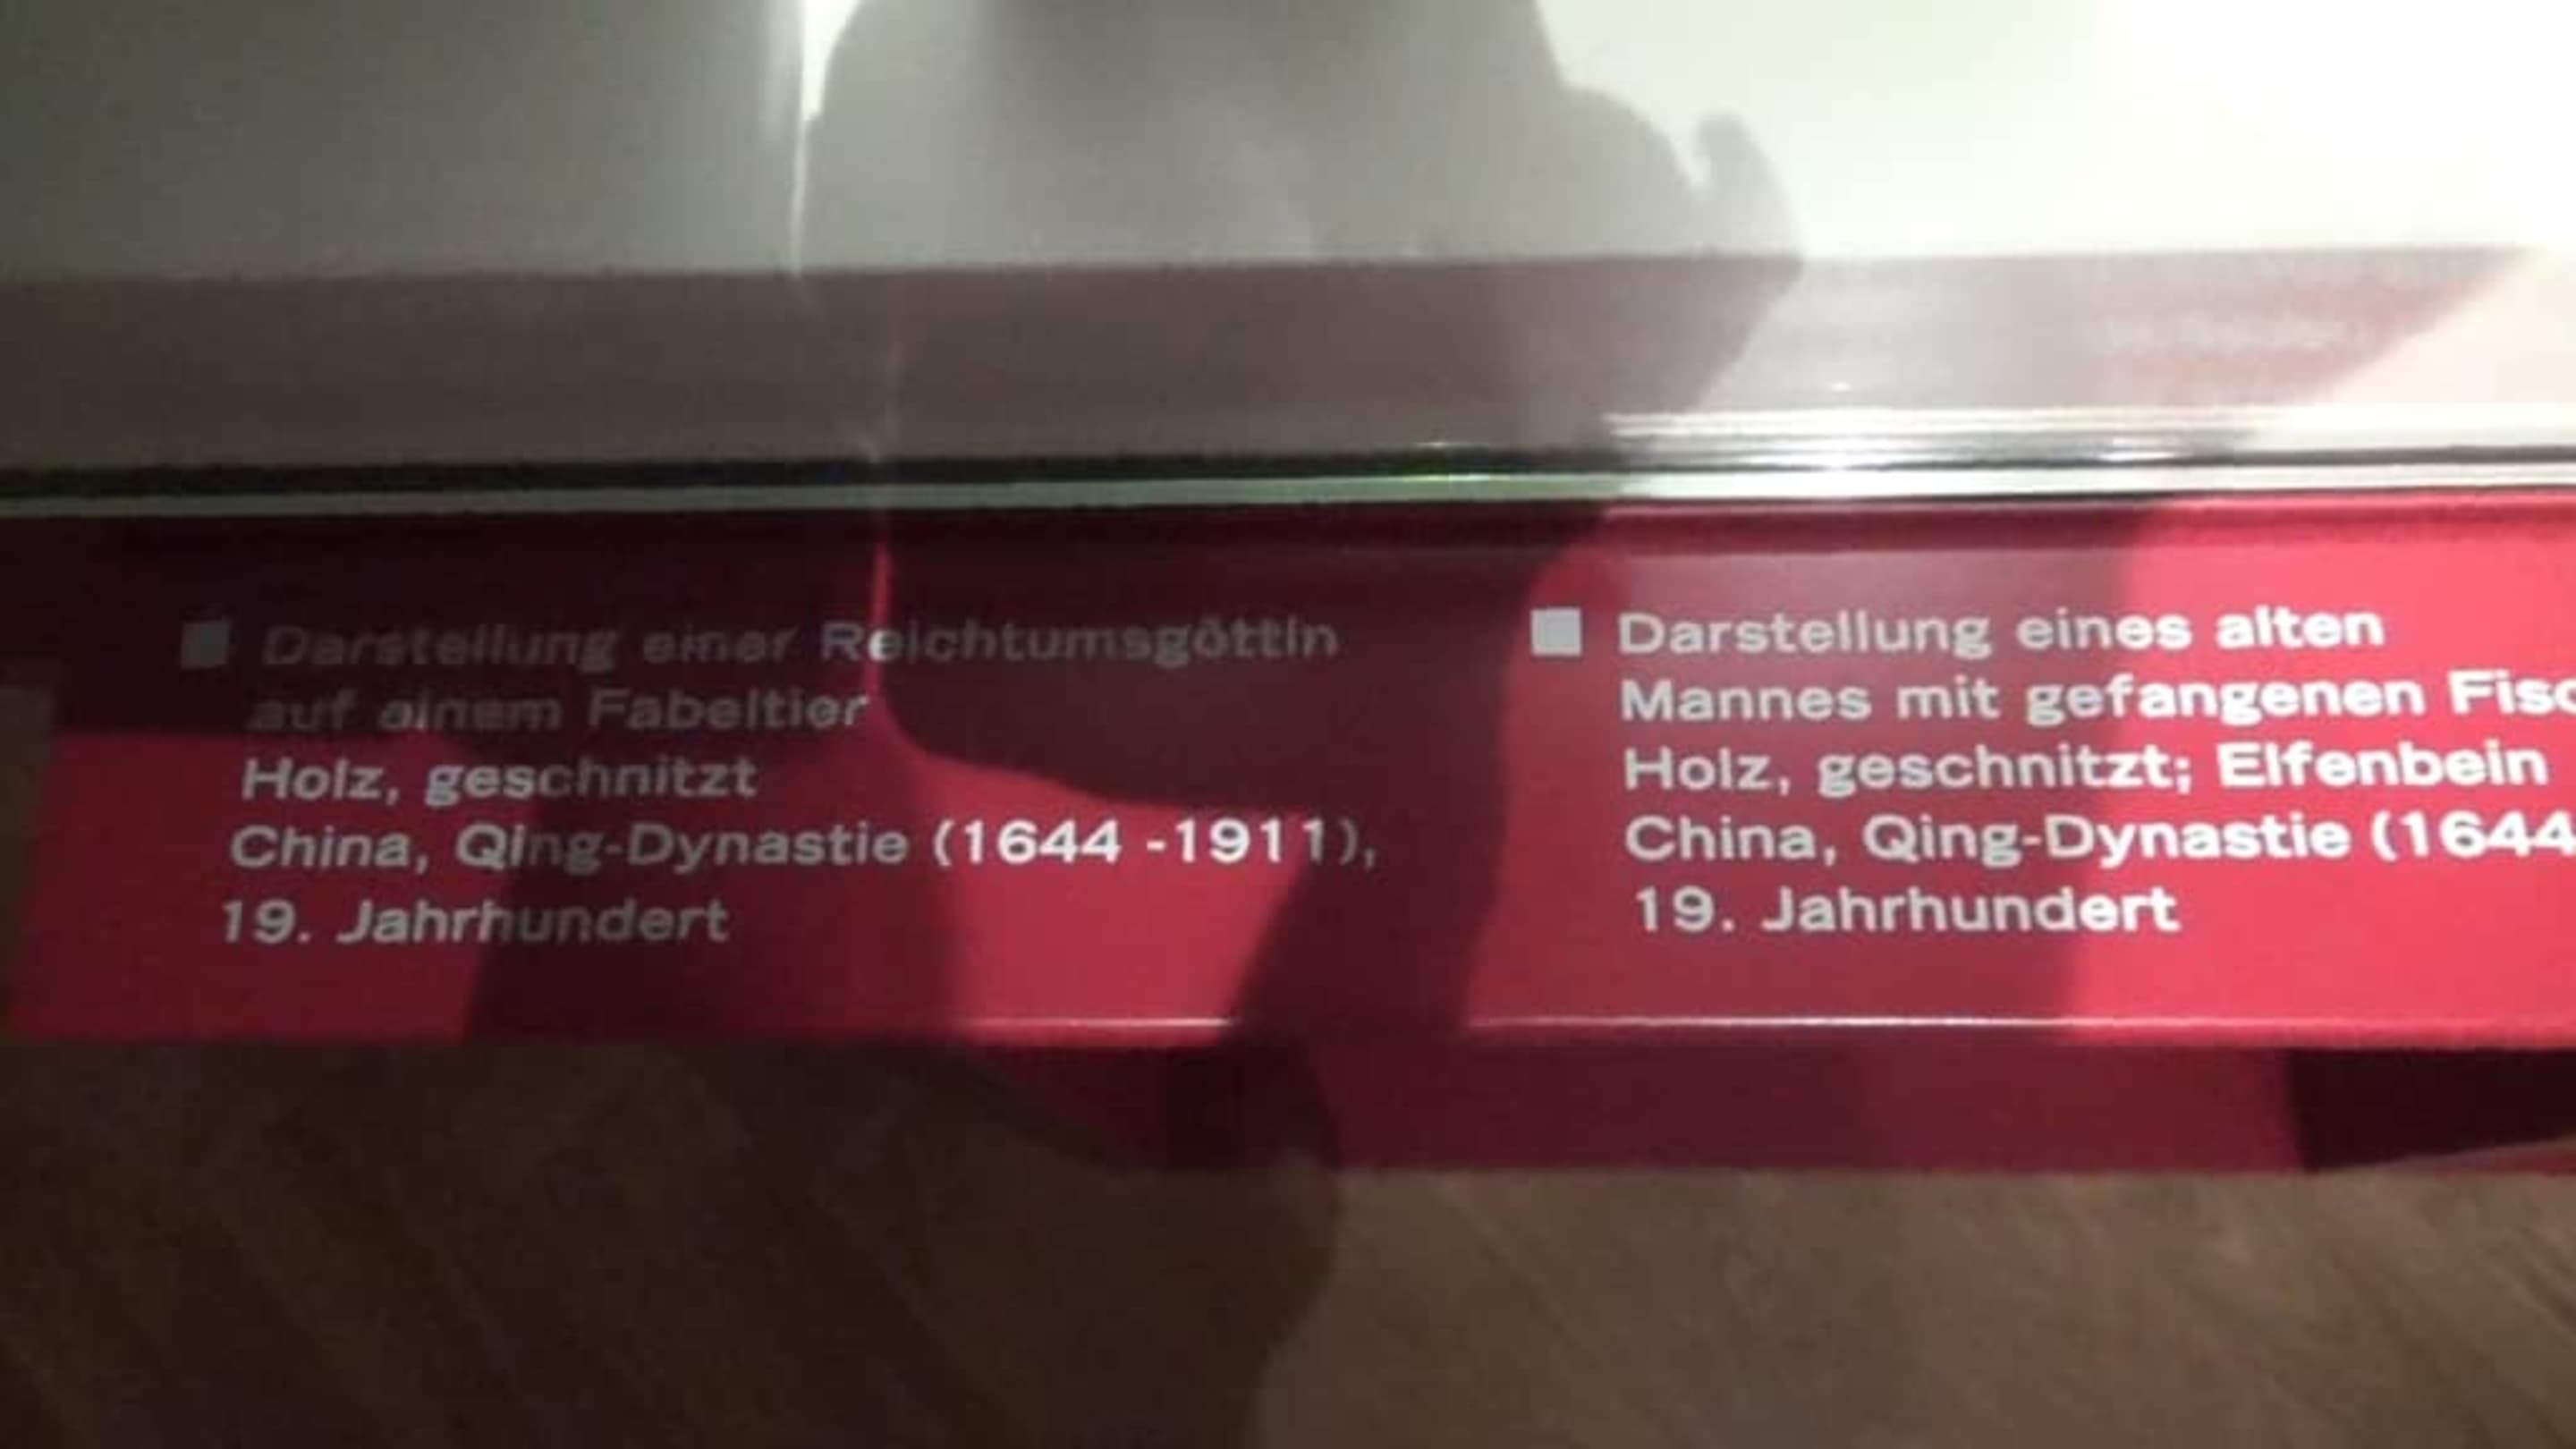 Darstellung einer Reichtumsgöttin
auf einem Fabeltier
Holz, geschnitzt
China, Qing-Dynastie (1644 -1911),
19. Jahrhundert
Darstellung eines alten
Mannes mit gefangenen
Holz, geschnitzt; Elfenbein
China, Qing-Dynastie (1644
19. Jahrhundert